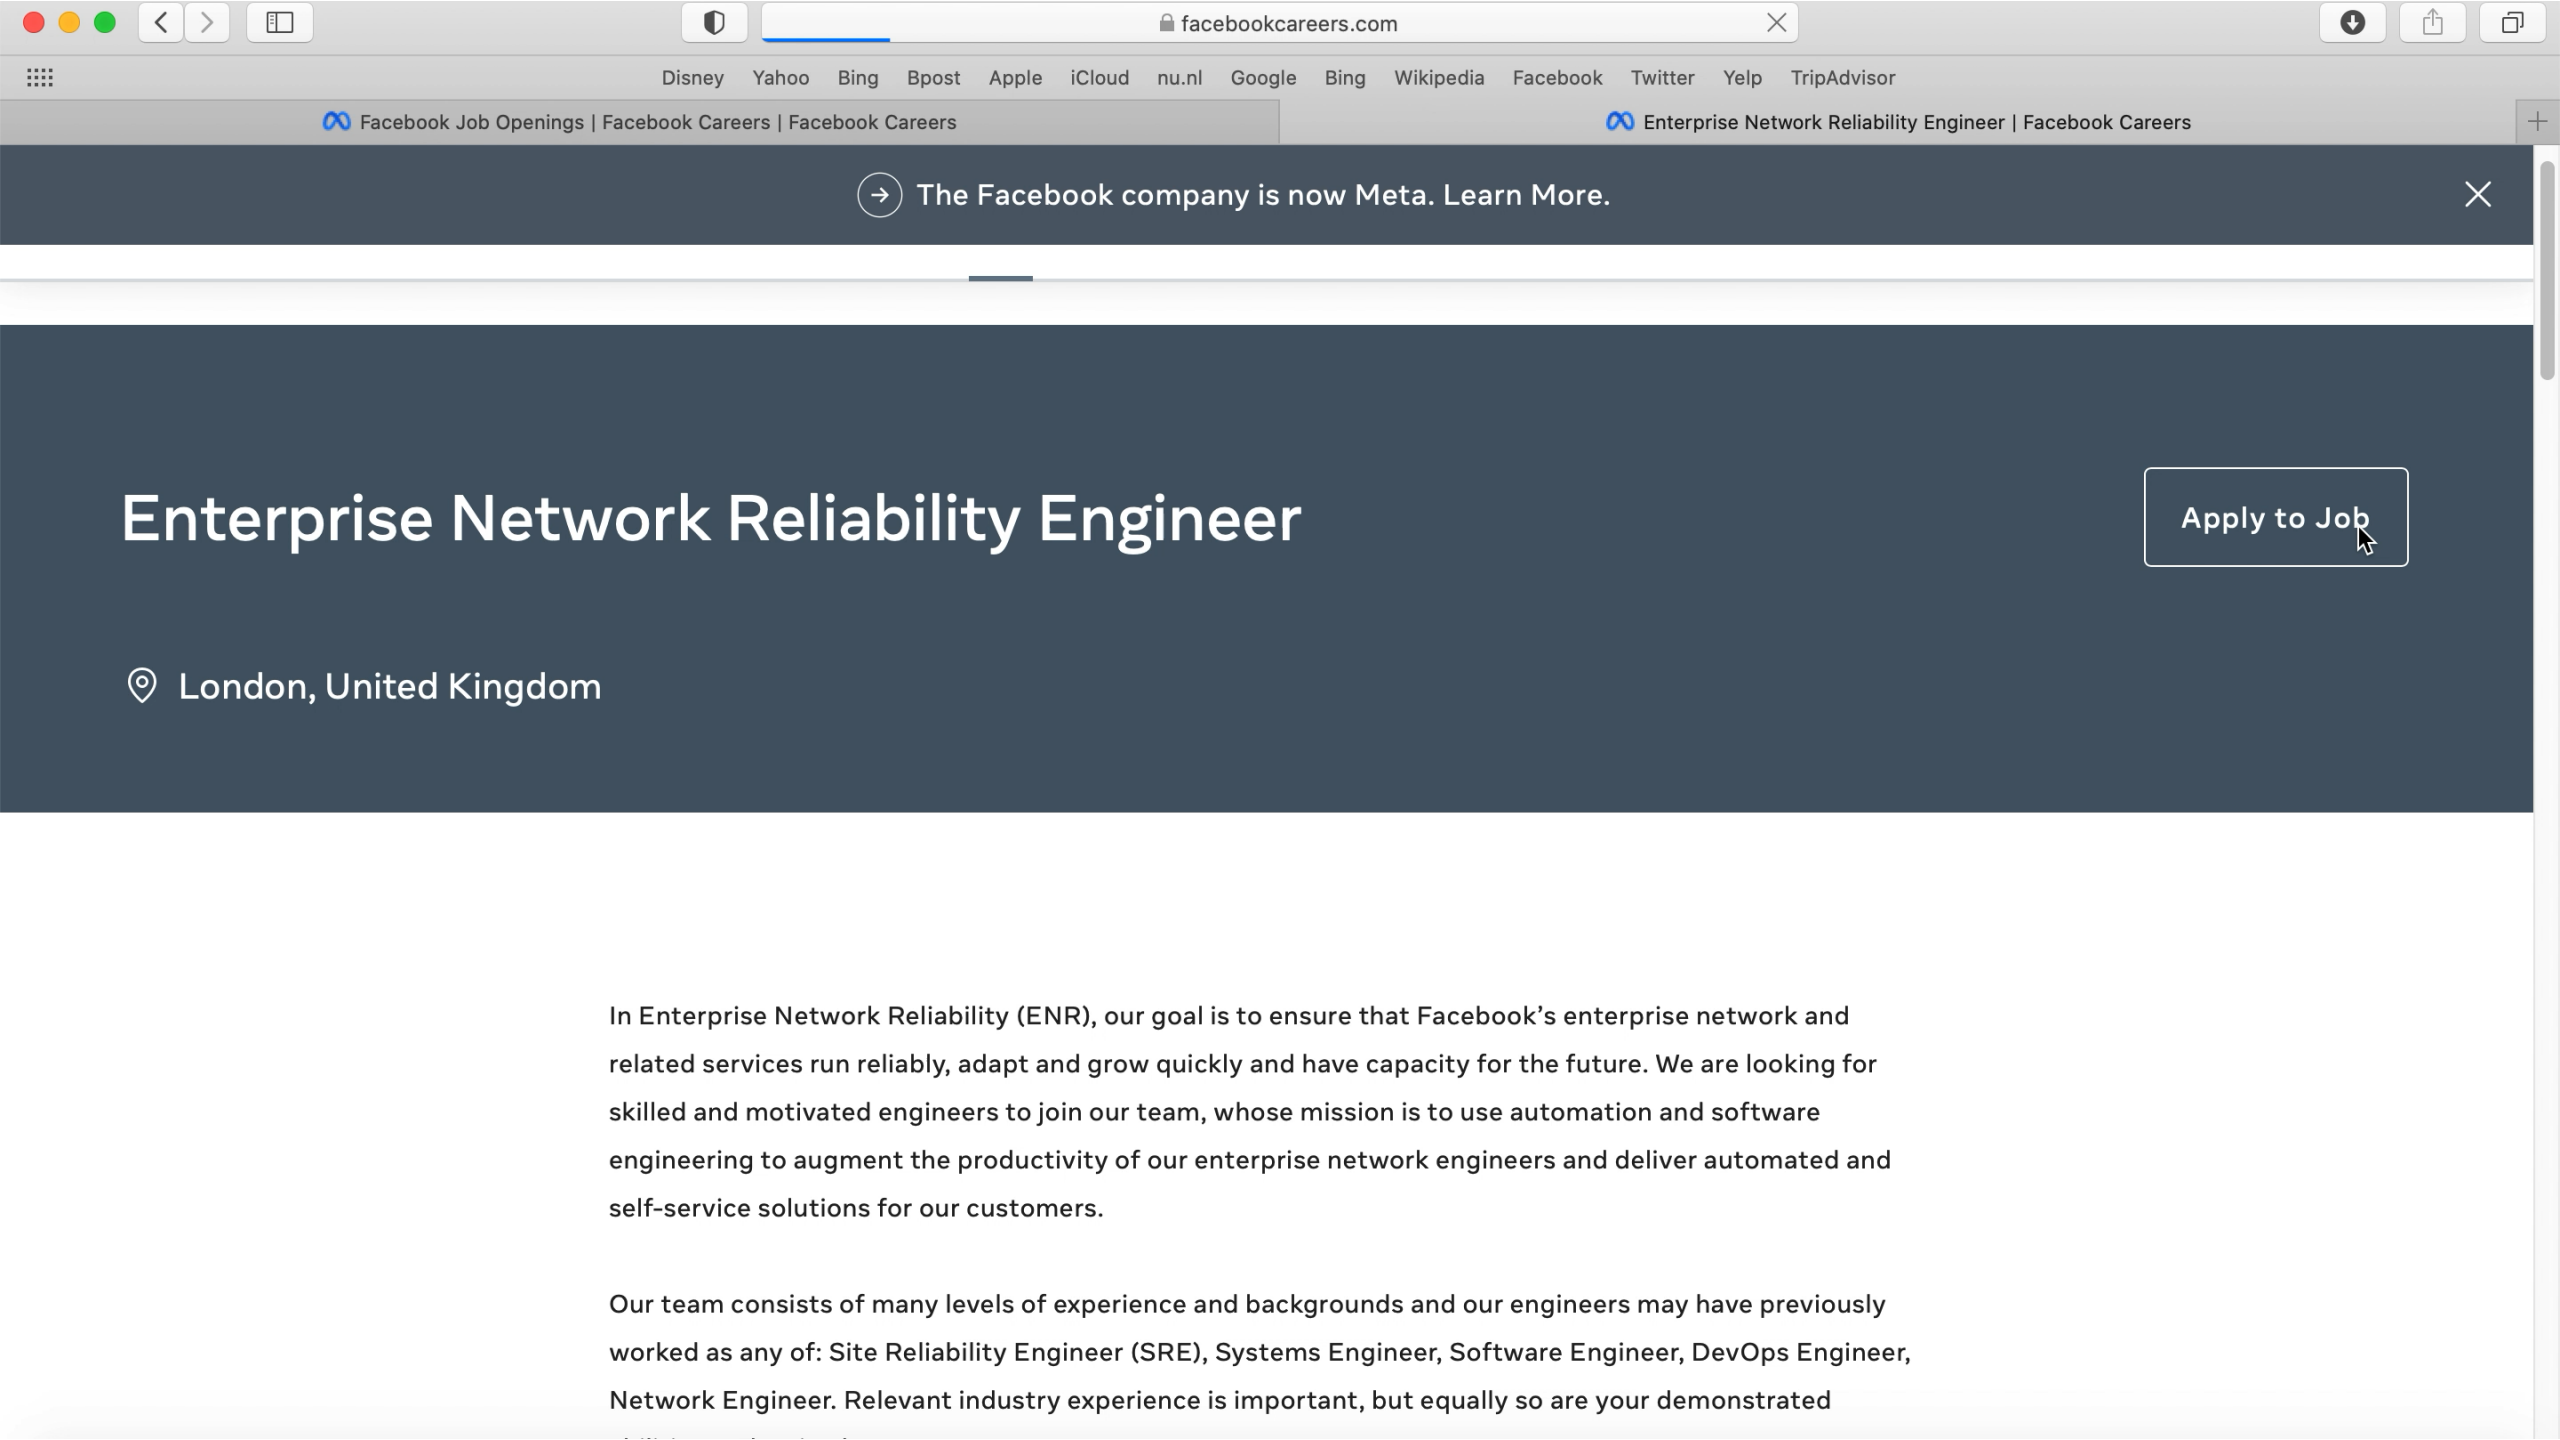 facebookcareers.com
Disney Yahoo Bing Bpost Apple iCloud nu.nl Google Bing Wikipedia Facebook Twitter Yelp TripAdvisor
Facebook Job Openings | Facebook Careers | Facebook Careers
Enterprise Network Reliability Engineer | Facebook Careers
The Facebook company is now Meta. Learn More.
Enterprise Network Reliability Engineer
Apply to Job
London, United Kingdom
In Enterprise Network Reliability (ENR), our goal is to ensure that Facebook’s enterprise network and
related services run reliably, adapt and grow quickly and have capacity for the future. We are looking for
skilled and motivated engineers to join our team, whose mission is to use automation and software
engineering to augment the productivity of our enterprise network engineers and deliver automated and
self-service solutions for our customers.
Our team consists of many levels of experience and backgrounds and our engineers may have previously
worked as any of: Site Reliability Engineer (SRE), Systems Engineer, Software Engineer, DevOps Engineer,
Network Engineer. Relevant industry experience is important, but equally so are your demonstrated